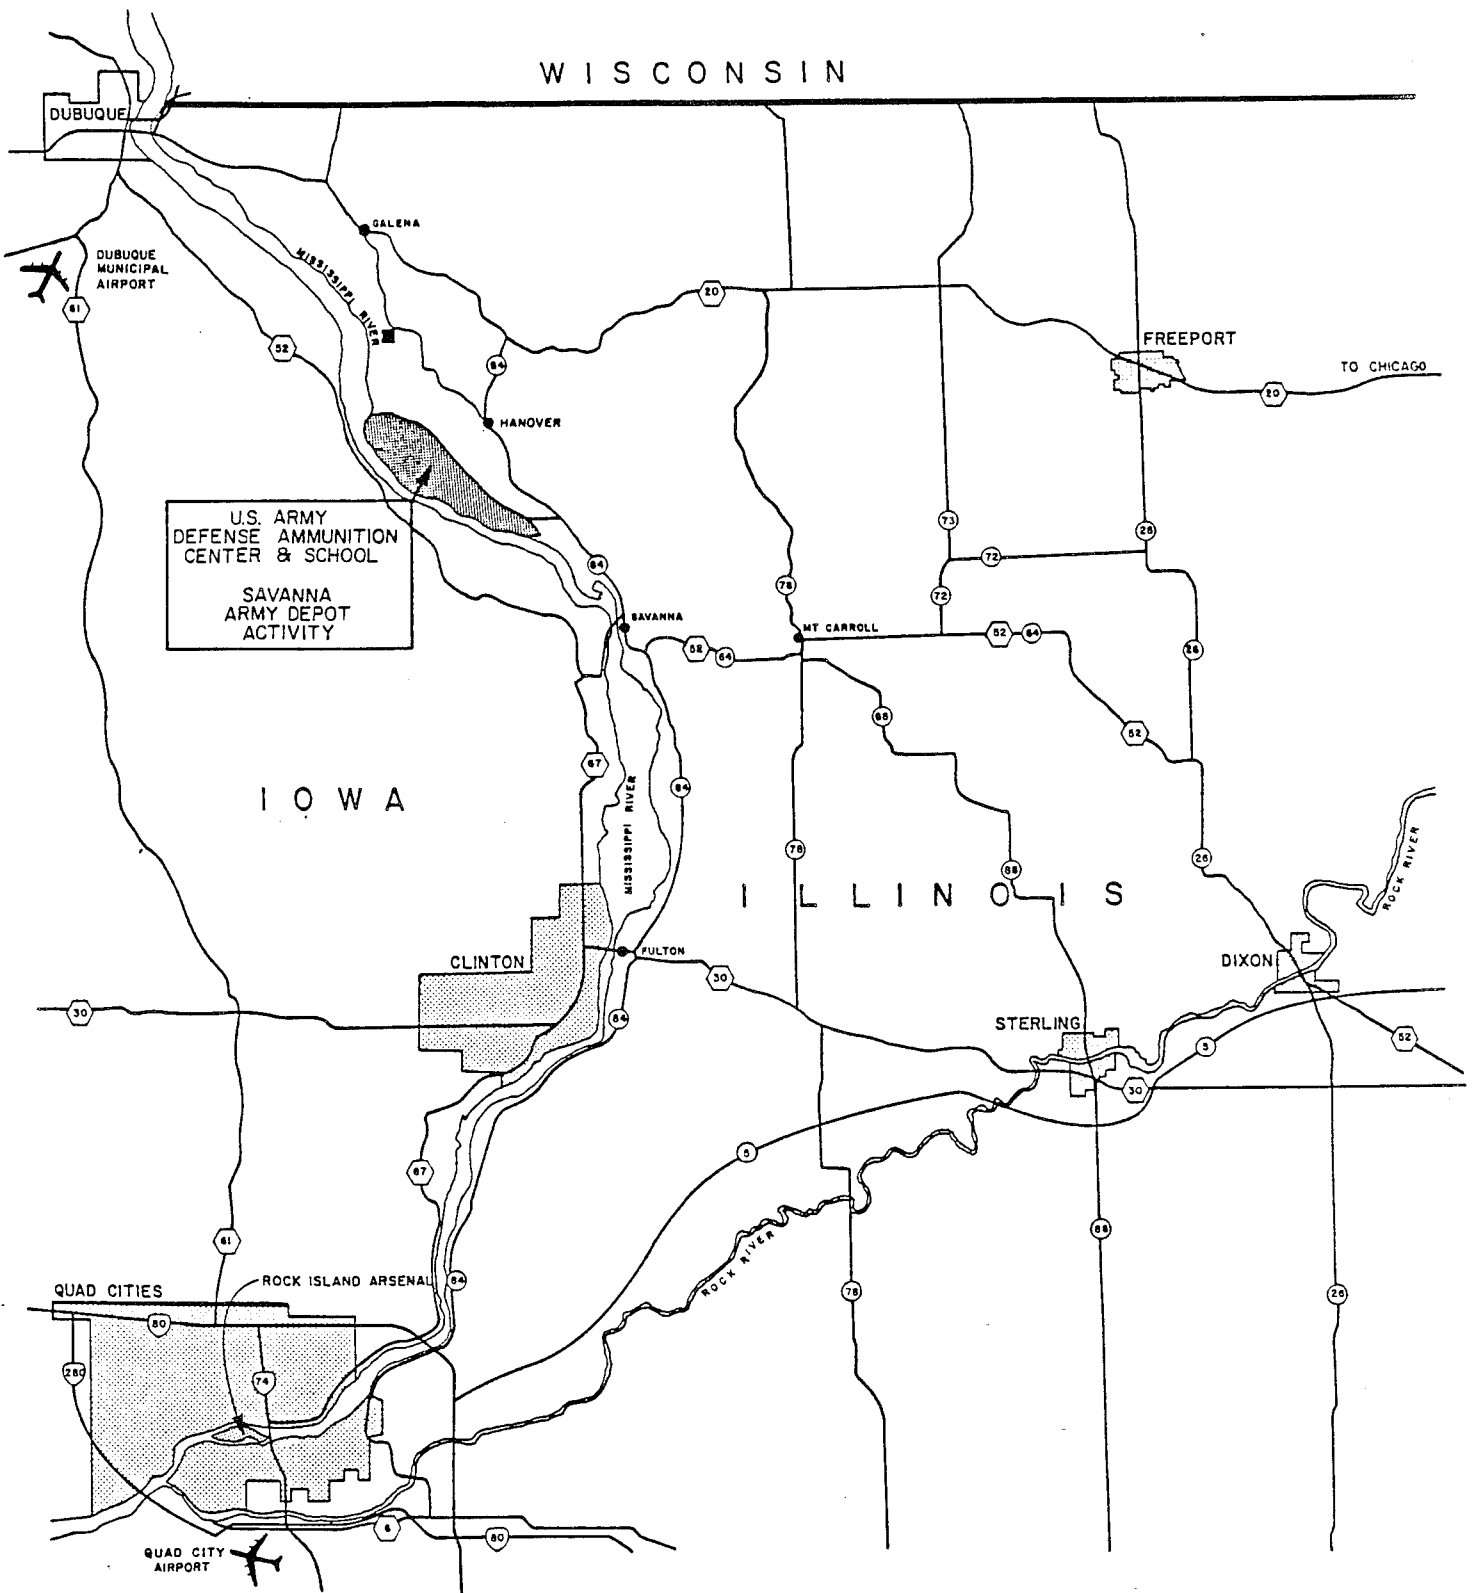 WISCONSIN
DUBUQUE
GALENA
MISSISSIPPI RIVER
DUBUQUE
MUNICIPAL
AIRPORT
61
20
52
FREEPORT
84
TO CHICAGO
20
HANOVER
U.S. ARMY
DEFENSE AMMUNITION
CENTER & SCHOOL
SAVANNA
ARMY DEPOT
ACTIVITY
73
26
72
84
78
72
SAVANNA
MT CARROLL
52
64
52
64
26
88
52
67
84
IOWA
MISSISSIPPI RIVER
78
26
88
ROCK RIVER
ILLINOIS
FULTON
CLINTON
DIXON
30
30
84
STERLING
5
52
30
5
67
88
61
ROCK RIVER
ROCK ISLAND ARSENAL
84
QUAD CITIES
78
26
80
280
74
6
80
QUAD CITY
AIRPORT